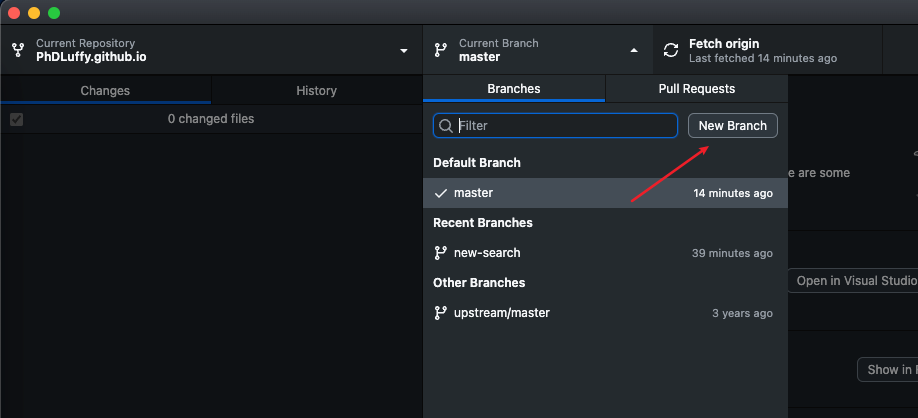 Current Repository
PhDLuffy.github.io
Current Branch
master
Fetch origin
Last fetched 14 minutes ago
Changes
History
0 changed files
Branches
Pull Requests
Filter
New Branch
Default Branch
master 14 minutes ago
Recent Branches
new-search 39 minutes ago
Other Branches
upstream/master 3 years ago
e are some
Open in Visual Studio
Show in